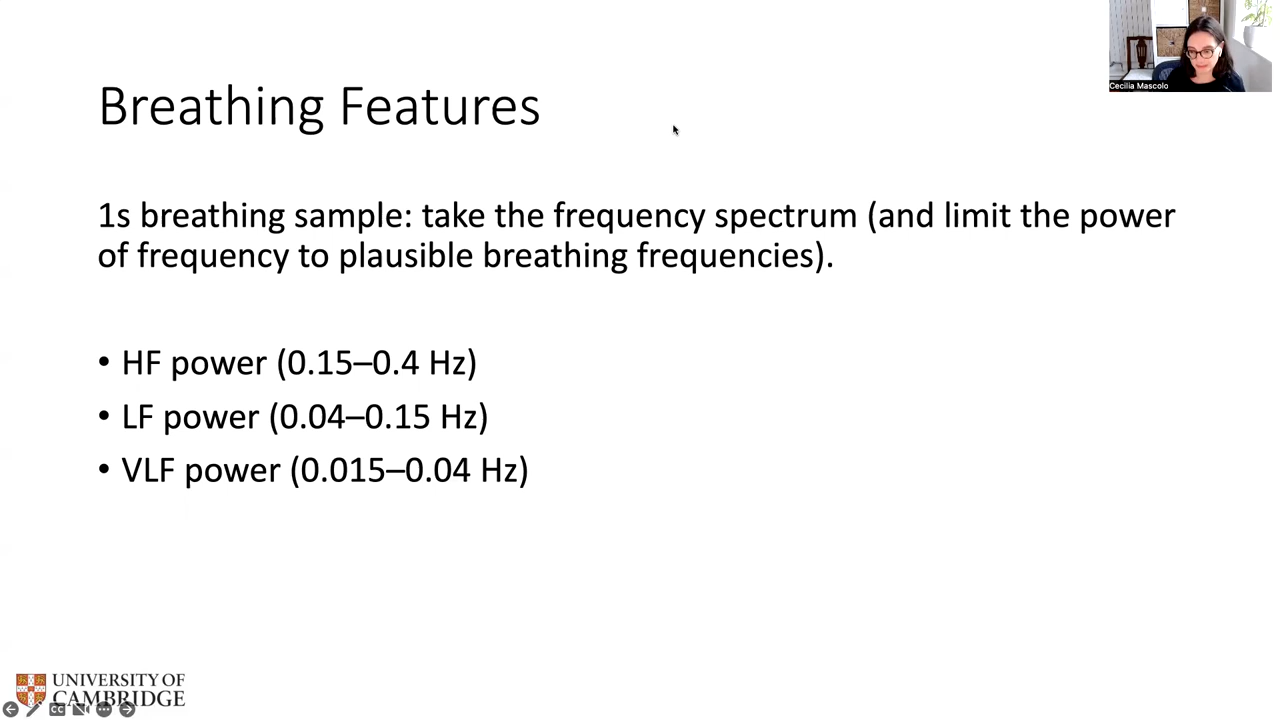 Cecilia Mascolo
Breathing Features
1s breathing sample: take the frequency spectrum (and limit the power
of frequency to plausible breathing frequencies).
• HF power (0.15–0.4 Hz)
• LF power (0.04–0.15 Hz)
• VLF power (0.015–0.04 Hz)
UNIVERSITY OF
CAMBRIDGE
CC